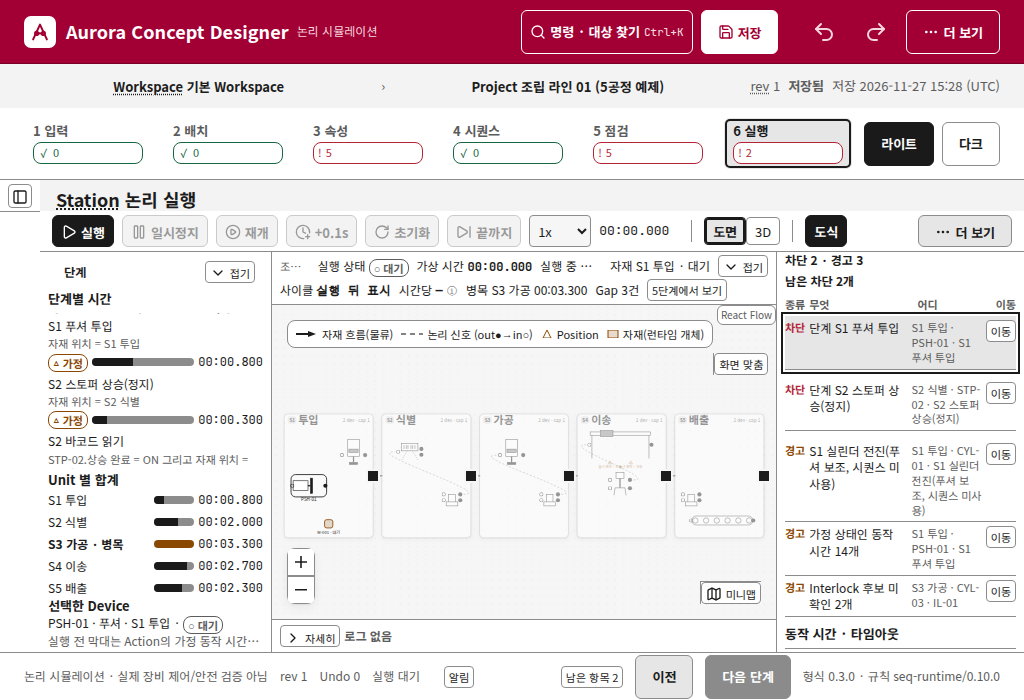 Aurora Concept Designer 논리 시뮬레이션
명령 · 대상 찾기 Ctrl+K
저장
··· 더 보기
Workspace 기본 Workspace
›
Project 조립 라인 01 (5공정 예제)
rev 1 저장됨 저장 2026-11-27 15:28 (UTC)
1 입력
√ 0
2 배치
√ 0
3 속성
! 5
4 시퀀스
√ 0
5 점검
! 5
6 실행
! 2
라이트
다크
Station 논리 실행
실행
일시정지
재개
+0.1s
초기화
끝까지
1x
00:00.000
도면
3D
도식
··· 더 보기
단계
접기
단계별 시간
S1 푸셔 투입
자재 위치 = S1 투입
▵ 가정
00:00.800
S2 스토퍼 상승(정지)
자재 위치 = S2 식별
▵ 가정
00:00.300
S2 바코드 읽기
STP-02.상승 완료 = ON 그리고 자재 위치 =
Unit 별 합계
S1 투입 00:00.800
S2 식별 00:02.000
S3 가공 · 병목 00:03.300
S4 이송 00:02.700
S5 배출 00:02.300
선택한 Device
PSH-01 · 푸셔 · S1 투입 · ○ 대기
실행 전 막대는 Action의 가정 동작 시간···
조··· 실행 상태 ○ 대기 가상 시간 00:00.000 실행 중 ··· 자재 S1 투입 · 대기
접기
사이클 실행 뒤 표시 시간당 – ⓘ 병목 S3 가공 00:03.300 Gap 3건
5단계에서 보기
React Flow
자재 흐름(물류) 논리 신호 (out●→in○) △ Position 자재(런타임 개체)
화면 맞춤
S1 투입 2 dev · cap 1
S2 식별 2 dev · cap 1
S3 가공 2 dev · cap 1
S4 이송 2 dev · cap 1
S5 배출 2 dev · cap 1
PSH-01
+
−
미니맵
자세히
로그 없음
차단 2 · 경고 3
남은 차단 2개
종류 무엇 어디 이동
차단 단계 S1 푸셔 투입
S1 투입 ·
PSH-01 · S1
푸셔 투입
이동
차단 단계 S2 스토퍼 상
승(정지)
S2 식별 · STP-
02 · S2 스토퍼
상승(정지)
이동
경고 S1 실린더 전진(푸
셔 보조, 시퀀스 미
사용)
S1 투입 · CYL-
01 · S1 실린더
전진(푸셔 보
조, 시퀀스 미사
용)
이동
경고 가정 상태인 동작
시간 14개
S1 투입 ·
PSH-01 · S1
푸셔 투입
이동
경고 Interlock 후보 미
확인 2개
S3 가공 · CYL-
03 · IL-01
이동
동작 시간 · 타임아웃
논리 시뮬레이션 · 실제 장비 제어/안전 검증 아님 rev 1 Undo 0 실행 대기
알림
남은 항목 2
이전
다음 단계
형식 0.3.0 · 규칙 seq-runtime/0.10.0